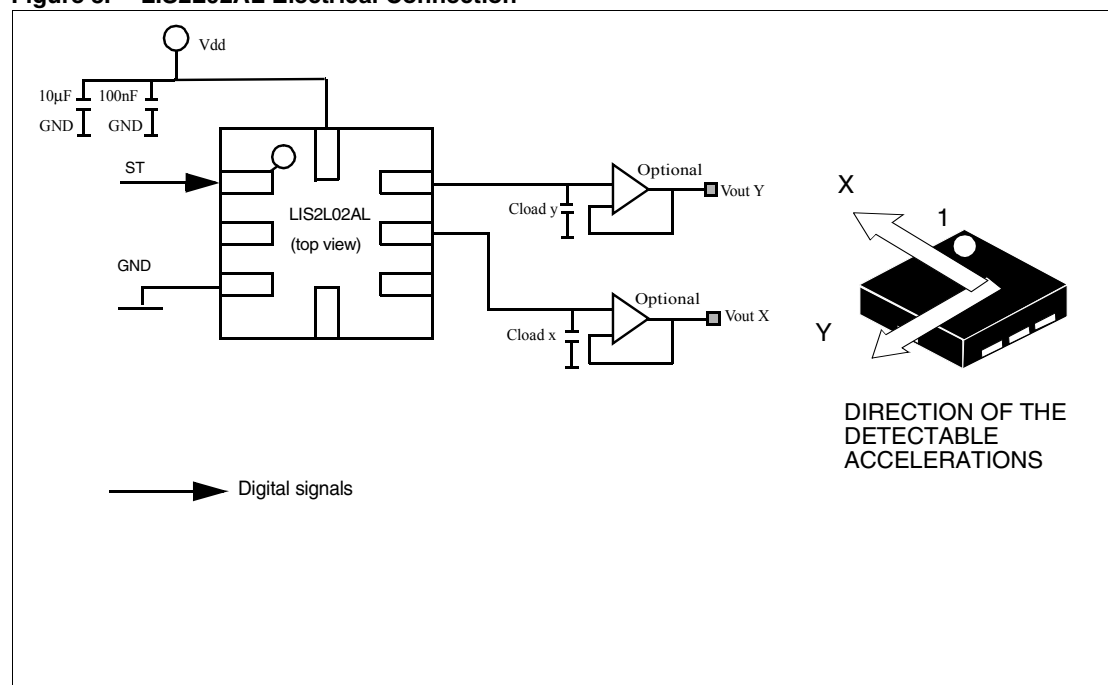 Vdd
10µF 100nF
GND GND
ST
LIS2L02AL
(top view)
GND
Optional
Vout Y
Cload y
Optional
Vout X
Cload x
X
1
Y
DIRECTION OF THE
DETECTABLE
ACCELERATIONS
Digital signals